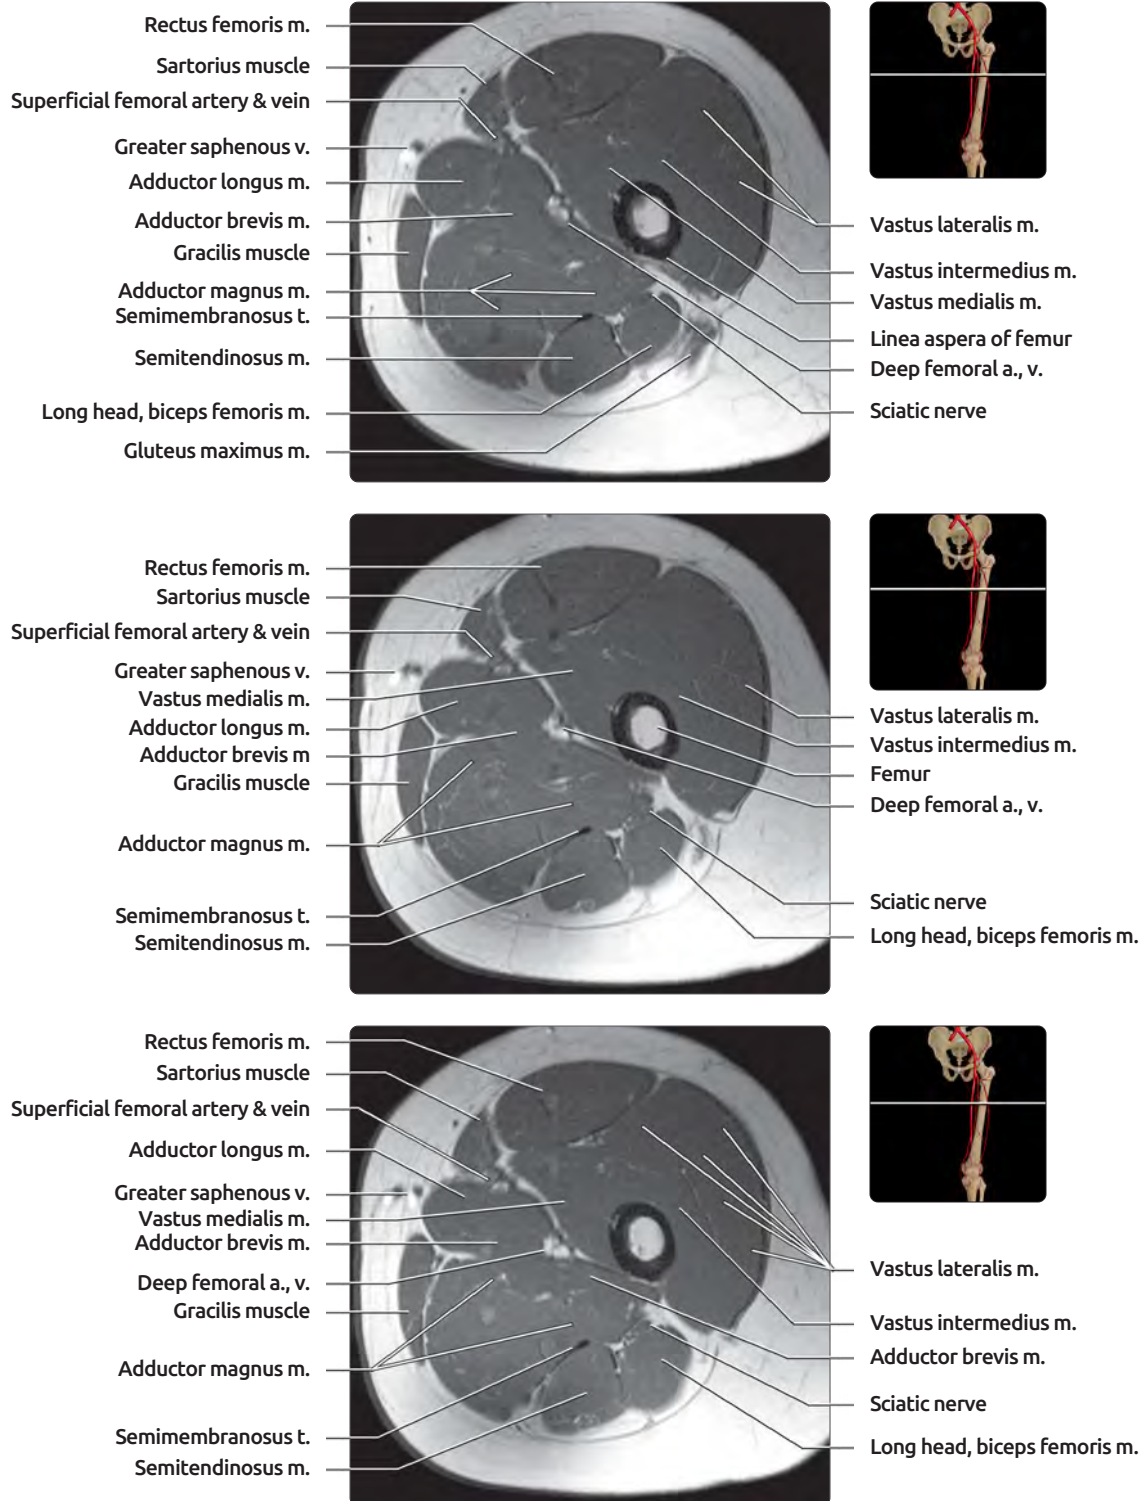 Rectus femoris m.
Sartorius muscle
Superficial femoral artery & vein
Greater saphenous v.
Adductor longus m.
Adductor brevis m.
Gracilis muscle
Adductor magnus m.
Semimembranosus t.
Semitendinosus m.
Long head, biceps femoris m.
Gluteus maximus m.
Vastus lateralis m.
Vastus intermedius m.
Vastus medialis m.
Linea aspera of femur
Deep femoral a., v.
Sciatic nerve
Rectus femoris m.
Sartorius muscle
Superficial femoral artery & vein
Greater saphenous v.
Vastus medialis m.
Adductor longus m.
Adductor brevis m
Gracilis muscle
Adductor magnus m.
Semimembranosus t.
Semitendinosus m.
Vastus lateralis m.
Vastus intermedius m.
Femur
Deep femoral a., v.
Sciatic nerve
Long head, biceps femoris m.
Rectus femoris m.
Sartorius muscle
Superficial femoral artery & vein
Adductor longus m.
Greater saphenous v.
Vastus medialis m.
Adductor brevis m.
Deep femoral a., v.
Gracilis muscle
Adductor magnus m.
Semimembranosus t.
Semitendinosus m.
Vastus lateralis m.
Vastus intermedius m.
Adductor brevis m.
Sciatic nerve
Long head, biceps femoris m.